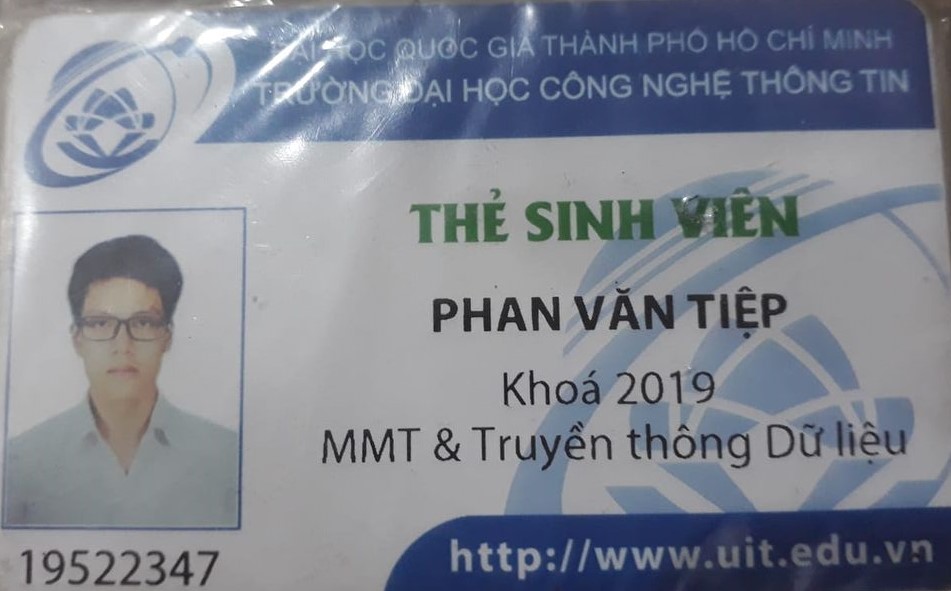 ĐẠI HỌC QUỐC GIA THÀNH PHỐ HỒ CHÍ MINH
TRƯỜNG ĐẠI HỌC CÔNG NGHỆ THÔNG TIN
THẺ SINH VIÊN
PHAN VĂN TIỆP
Khoá 2019
MMT & Truyền thông Dữ liệu
19522347
http://www.uit.edu.vn